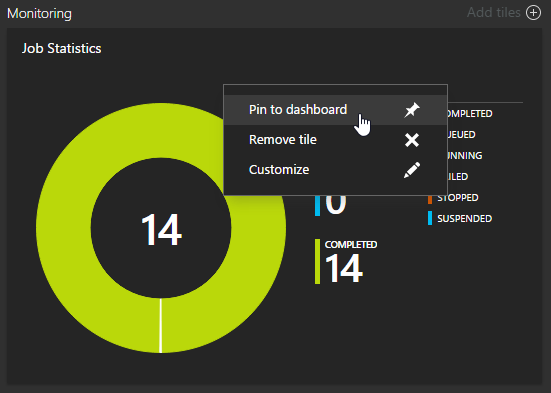 Monitoring
Add tiles
Job Statistics
Pin to dashboard
Remove tile
Customize
14
0
COMPLETED
14
OMPLETED
UEUED
UNNING
ILED
STOPPED
SUSPENDED